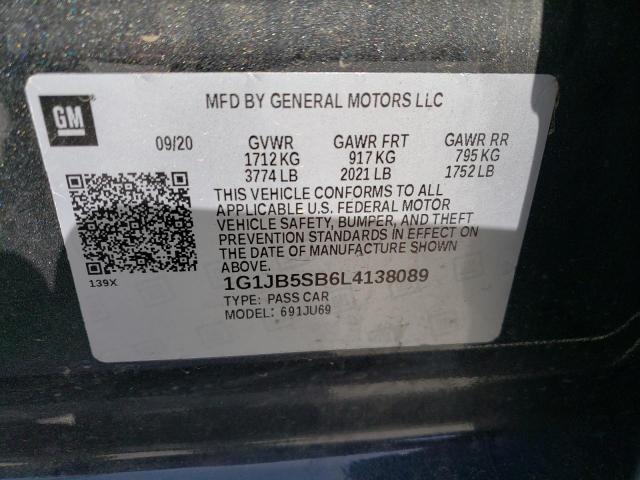 GM
MFD BY GENERAL MOTORS LLC
09/20 GVWR GAWR FRT GAWR RR
1712 KG 917 KG 795 KG
3774 LB 2021 LB 1752 LB
THIS VEHICLE CONFORMS TO ALL
APPLICABLE U.S. FEDERAL MOTOR
VEHICLE SAFETY, BUMPER, AND THEFT
PREVENTION STANDARDS IN EFFECT ON
THE DATE OF MANUFACTURE SHOWN
ABOVE.
139X
1G1JB5SB6L4138089
TYPE: PASS CAR
MODEL: 691JU69